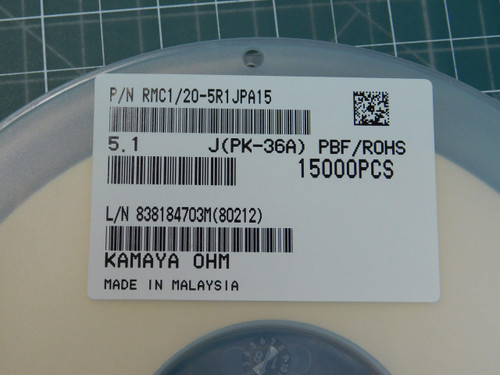 P/N RMC1/20-5R1JPA15
5.1 J(PK-36A) PBF/ROHS
15000PCS
L/N 838184703M(80212)
KAMAYA OHM
MADE IN MALAYSIA